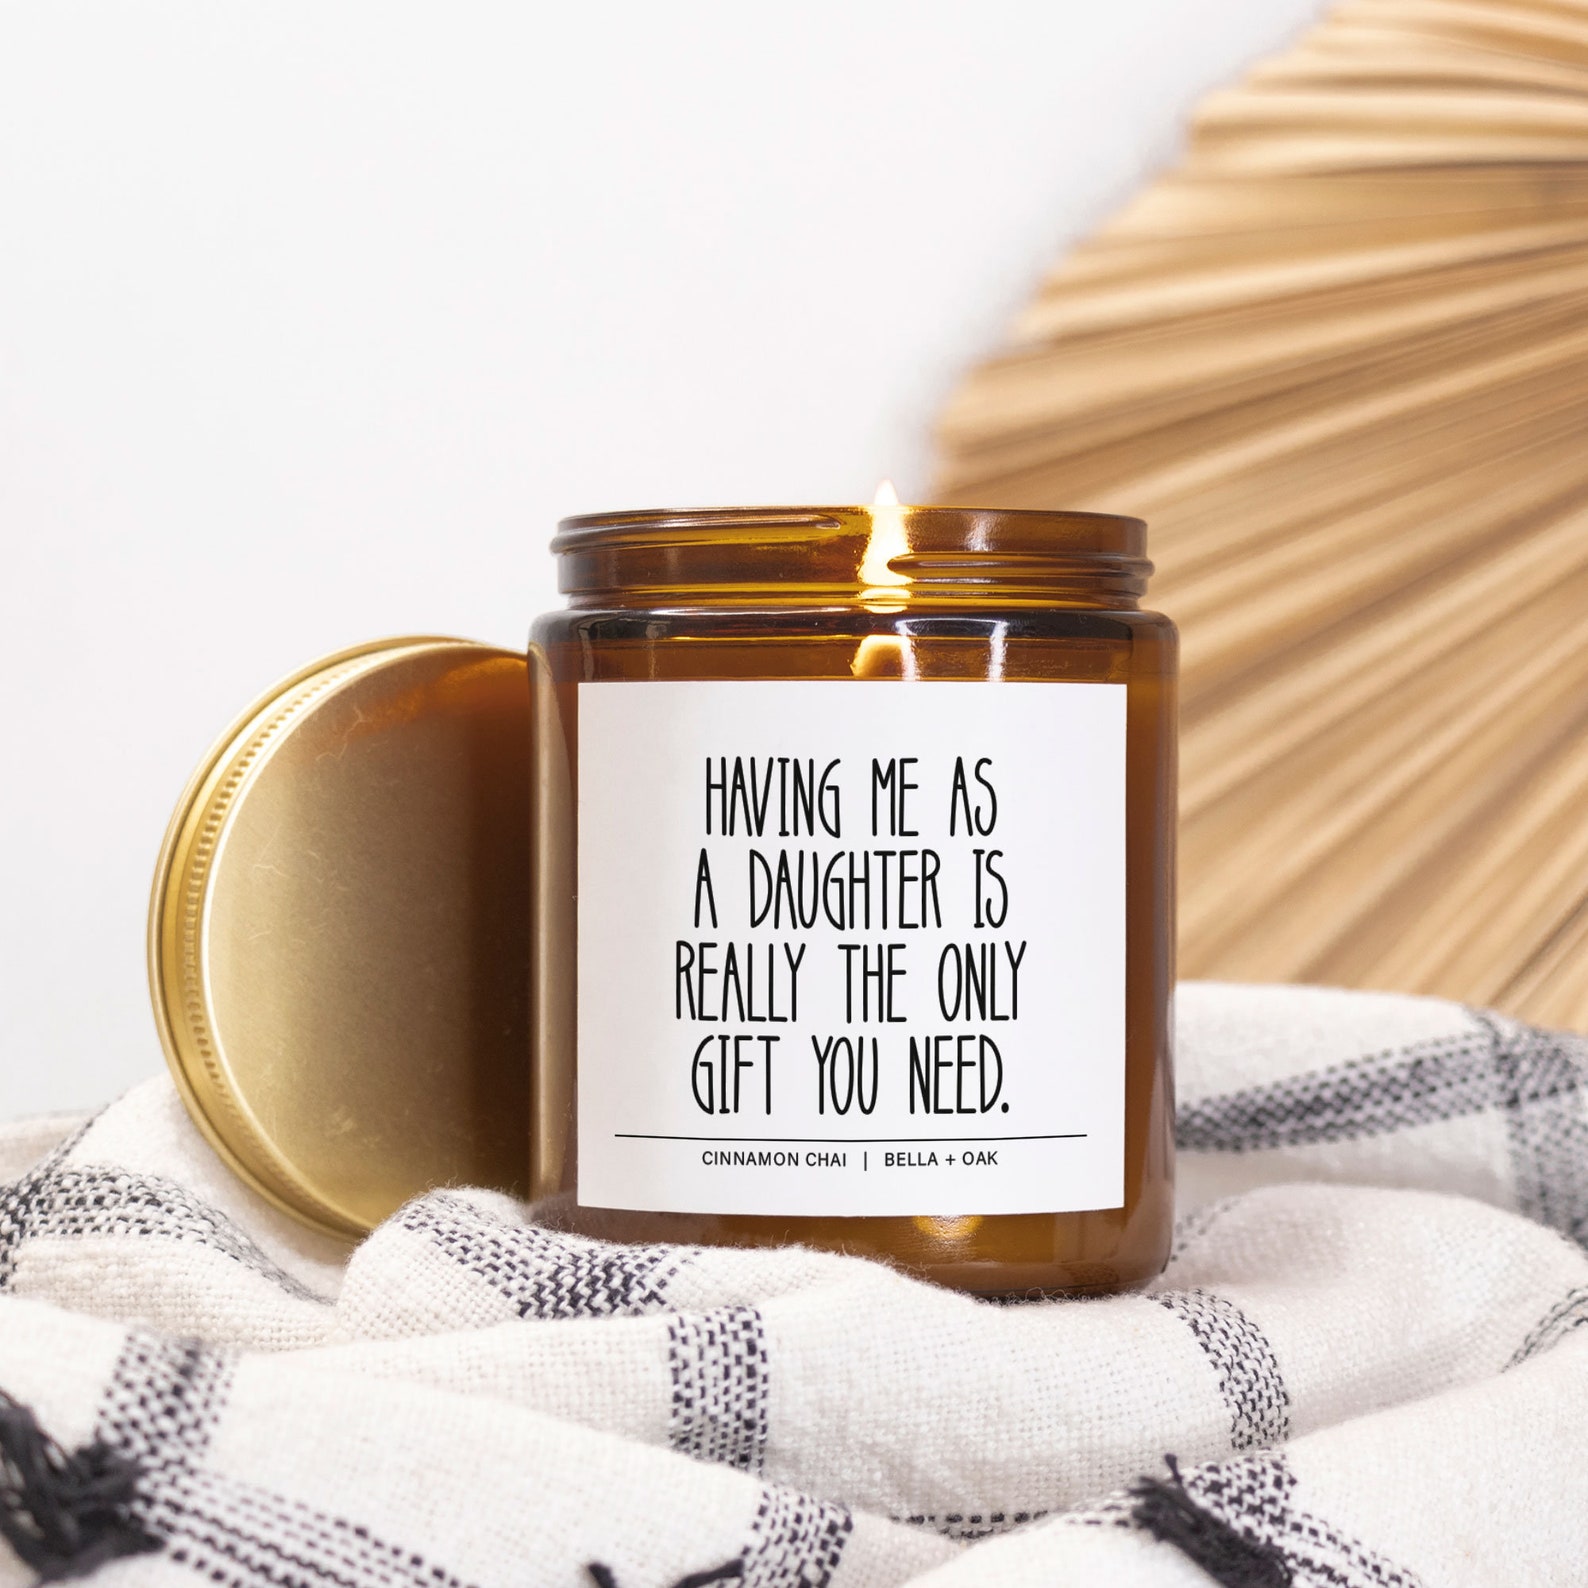 HAVING ME AS
A DAUGHTER IS
REALLY THE ONLY
GIFT YOU NEED.
CINNAMON CHAI | BELLA + OAK